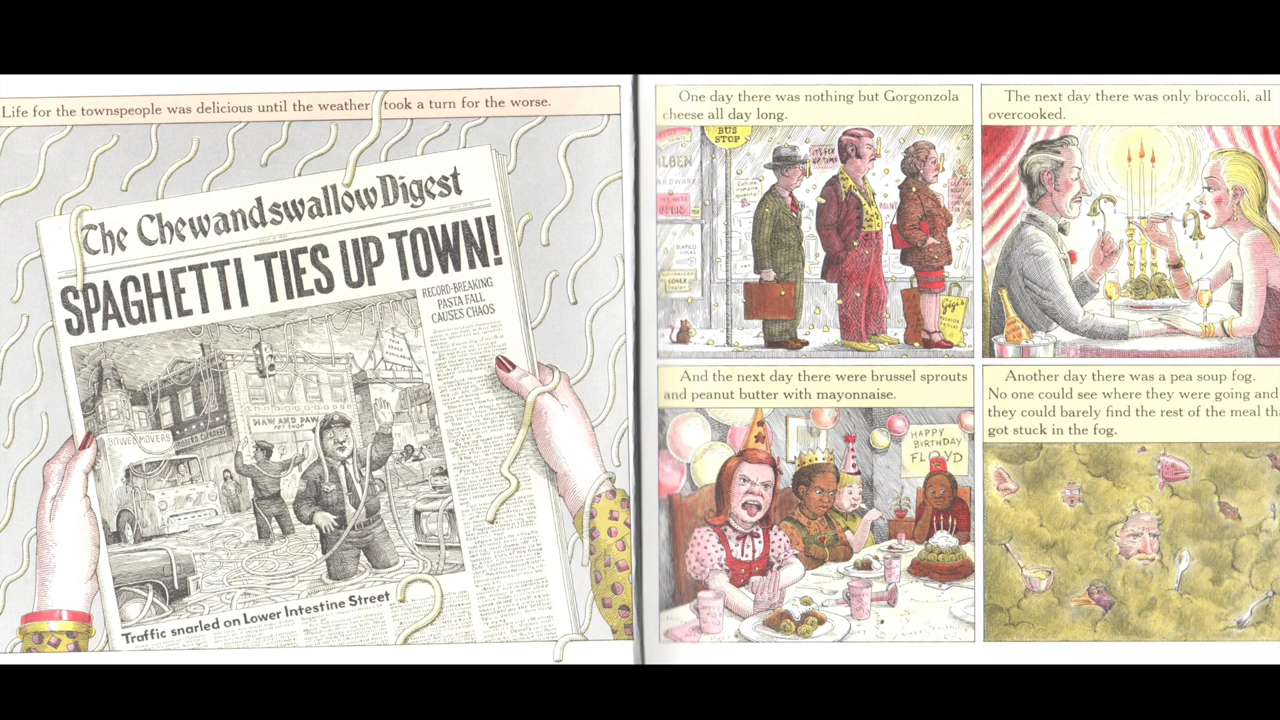 Life for the townspeople was delicious until the weather took a turn for the worse.
The Chewandswallow Digest
SPAGHETTI TIES UP TOWN!
RECORD-BREAKING
PASTA FALL
CAUSES CHAOS
BOWEL MOVERS
PAW AND PAW
PET SHOP
Traffic snarled on Lower Intestine Street
One day there was nothing but Gorgonzola
cheese all day long.
BUS
STOP
The next day there was only broccoli, all
overcooked.
And the next day there were brussel sprouts
and peanut butter with mayonnaise.
HAPPY
BIRTHDAY
FLOYD
Another day there was a pea soup fog.
No one could see where they were going and
they could barely find the rest of the meal th
got stuck in the fog.